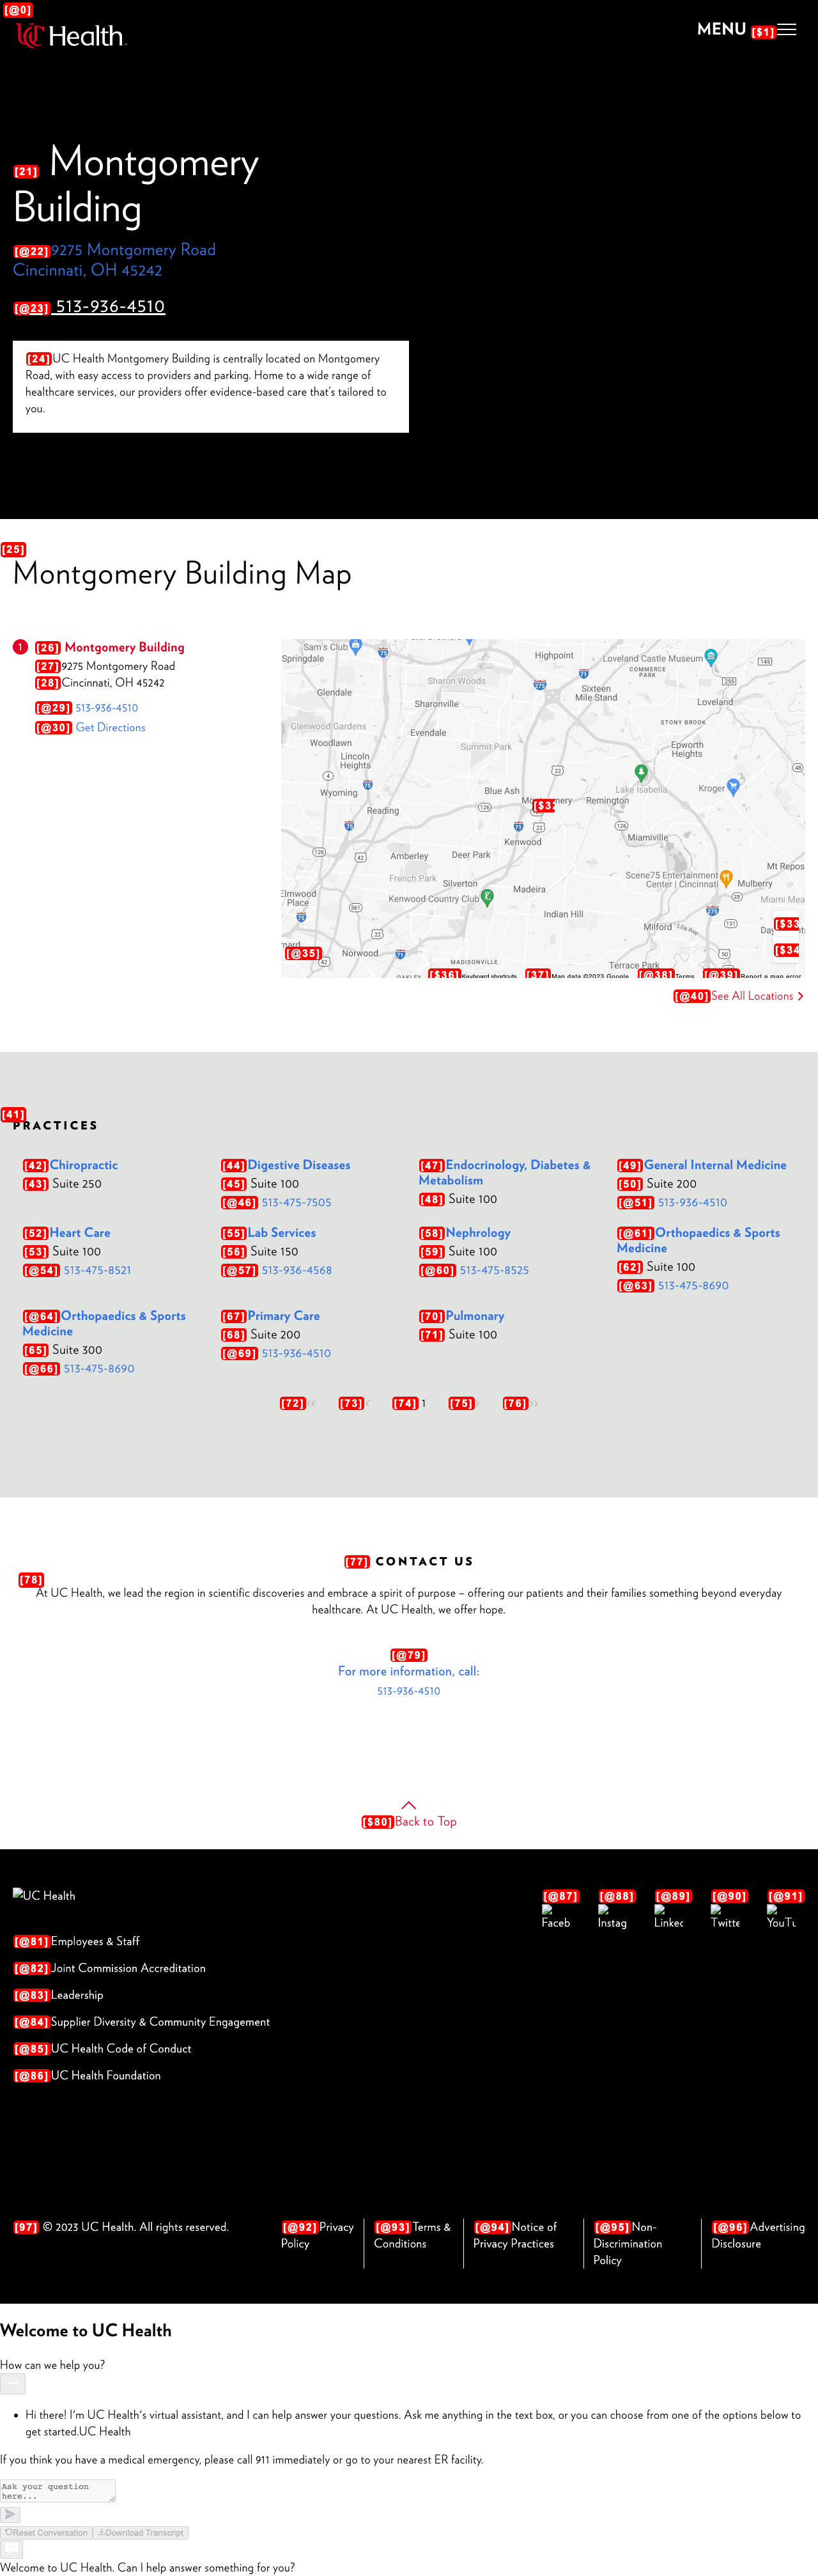 [@0]
UC Health
MENU [$1]
[21] Montgomery
Building
[@22] 9275 Montgomery Road
Cincinnati, OH 45242
[@23] 513-936-4510
[24] UC Health Montgomery Building is centrally located on Montgomery
Road, with easy access to providers and parking. Home to a wide range of
healthcare services, our providers offer evidence-based care that's tailored to
you.
[25]
Montgomery Building Map
1 [26] Montgomery Building
[27] 9275 Montgomery Road
[28] Cincinnati, OH 45242
[@29] 513-936-4510
[@30] Get Directions
Sam's Club
Springdale
Highpoint
Loveland Castle Museum
COMMERCE
PARK
Sharon Woods
Glendale
Sixteen
Mile Stand
Sharonville
Loveland
Glenwood Gardens
Evendale
STONY BROOK
Woodlawn
Summit Park
Epworth
Heights
Lincoln
Heights
Lake Isabella
Kroger
Wyoming
Blue Ash
Remington
Reading
Kenwood
Miamiville
Amberley
Deer Park
Scene75 Entertainment
Center | Cincinnati
Mt Repos
French Park
Silverton
Madeira
Mulberry
Elmwood
Place
Kenwood Country Club
Miami Mea
Indian Hill
Milford
[$33
[@35]
Norwood
[$34
MADISONVILLE
Terrace Park
[$36] Keyboard shortcuts
[37] Map data ©2023 Google
[@38] Terms
[@39] Report a map error
[@40] See All Locations
[41]
PRACTICES
[42] Chiropractic
[43] Suite 250
[44] Digestive Diseases
[45] Suite 100
[@46] 513-475-7505
[47] Endocrinology, Diabetes &
Metabolism
[48] Suite 100
[49] General Internal Medicine
[50] Suite 200
[@51] 513-936-4510
[52] Heart Care
[53] Suite 100
[@54] 513-475-8521
[55] Lab Services
[56] Suite 150
[@57] 513-936-4568
[58] Nephrology
[59] Suite 100
[@60] 513-475-8525
[@61] Orthopaedics & Sports
Medicine
[62] Suite 100
[@63] 513-475-8690
[@64] Orthopaedics & Sports
Medicine
[65] Suite 300
[@66] 513-475-8690
[67] Primary Care
[68] Suite 200
[@69] 513-936-4510
[70] Pulmonary
[71] Suite 100
[72] ‹‹ [73] ‹ [74] 1 [75] › [76] ››
[77] CONTACT US
[78]
At UC Health, we lead the region in scientific discoveries and embrace a spirit of purpose – offering our patients and their families something beyond everyday
healthcare. At UC Health, we offer hope.
[@79]
For more information, call:
513-936-4510
[$80] Back to Top
UC Health
[@87] [@88] [@89] [@90] [@91]
Faceb Instag Linked Twitte YouTu
[@81] Employees & Staff
[@82] Joint Commission Accreditation
[@83] Leadership
[@84] Supplier Diversity & Community Engagement
[@85] UC Health Code of Conduct
[@86] UC Health Foundation
[97] © 2023 UC Health. All rights reserved.
[@92] Privacy
Policy
[@93] Terms &
Conditions
[@94] Notice of
Privacy Practices
[@95] Non-
Discrimination
Policy
[@96] Advertising
Disclosure
Welcome to UC Health
How can we help you?
• Hi there! I'm UC Health's virtual assistant, and I can help answer your questions. Ask me anything in the text box, or you can choose from one of the options below to
get started.UC Health
If you think you have a medical emergency, please call 911 immediately or go to your nearest ER facility.
Ask your question
here...
Reset Conversation Download Transcript
Welcome to UC Health. Can I help answer something for you?